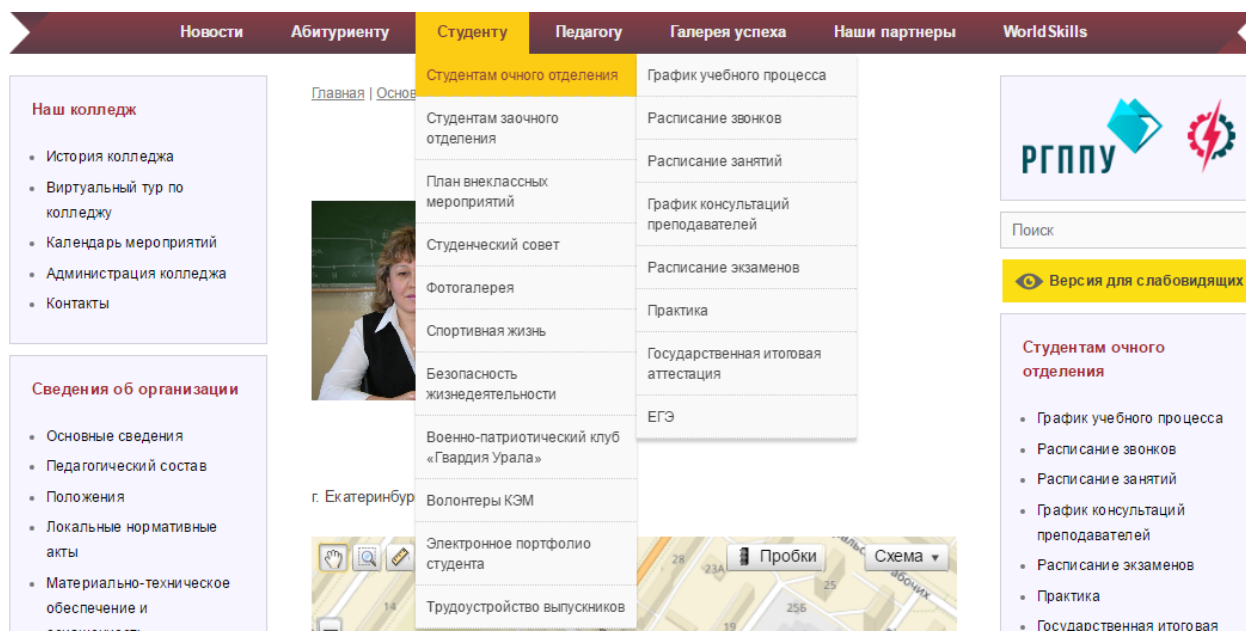 Новости Абитуриенту Студенту Педагогу Галерея успеха Наши партнеры WorldSkills
Наш колледж
История колледжа
Виртуальный тур по
колледжу
Календарь мероприятий
Администрация колледжа
Контакты
Сведения об организации
Основные сведения
Педагогический состав
Положения
Локальные нормативные
акты
Материально-техническое
обеспечение и
Главная | Основ
Студентам очного отделения
Студентам заочного
отделения
План внеклассных
мероприятий
Студенческий совет
Фотогалерея
Спортивная жизнь
Безопасность
жизнедеятельности
Военно-патриотический клуб
«Гвардия Урала»
Волонтеры КЭМ
Электронное портфолио
студента
Трудоустройство выпускников
График учебного процесса
Расписание звонков
Расписание занятий
График консультаций
преподавателей
Расписание экзаменов
Практика
Государственная итоговая
аттестация
ЕГЭ
г. Екатеринбур
Пробки Схема
28
23А
25
14
25Б
19
РГППУ
Поиск
Версия для слабовидящих
Студентам очного
отделения
График учебного процесса
Расписание звонков
Расписание занятий
График консультаций
преподавателей
Расписание экзаменов
Практика
Государственная итоговая